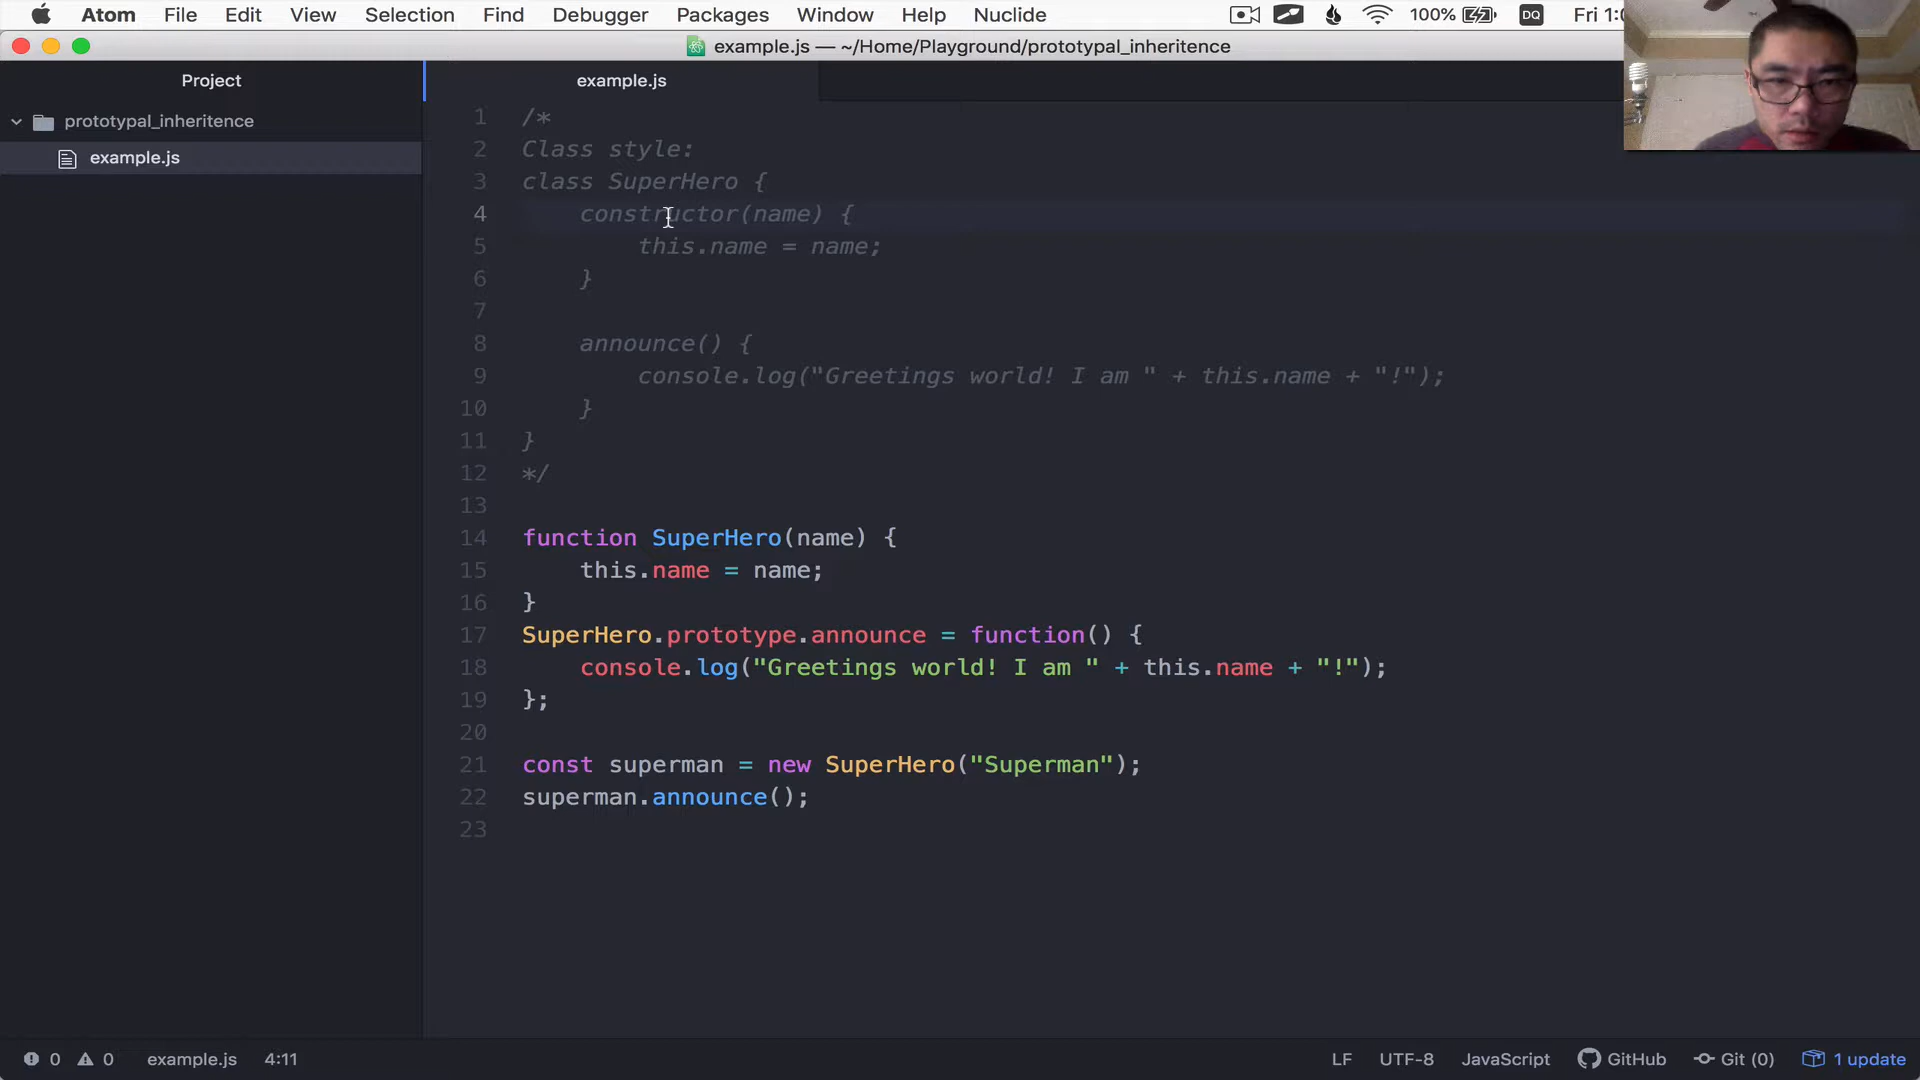 Atom File Edit View Selection Find Debugger Packages Window Help Nuclide 100% DQ Fri 1:0
example.js — ~/Home/Playground/prototypal_inheritence
Project
example.js
prototypal_inheritence
example.js
1 /*
2 Class style:
3 class SuperHero {
4 constructor(name) {
5 this.name = name;
6 }
7
8 announce() {
9 console.log("Greetings world! I am " + this.name + "!");
10 }
11 }
12 */
13
14 function SuperHero(name) {
15 this.name = name;
16 }
17 SuperHero.prototype.announce = function() {
18 console.log("Greetings world! I am " + this.name + "!");
19 };
20
21 const superman = new SuperHero("Superman");
22 superman.announce();
23
0 0 example.js 4:11 LF UTF-8 JavaScript GitHub Git (0) 1 update